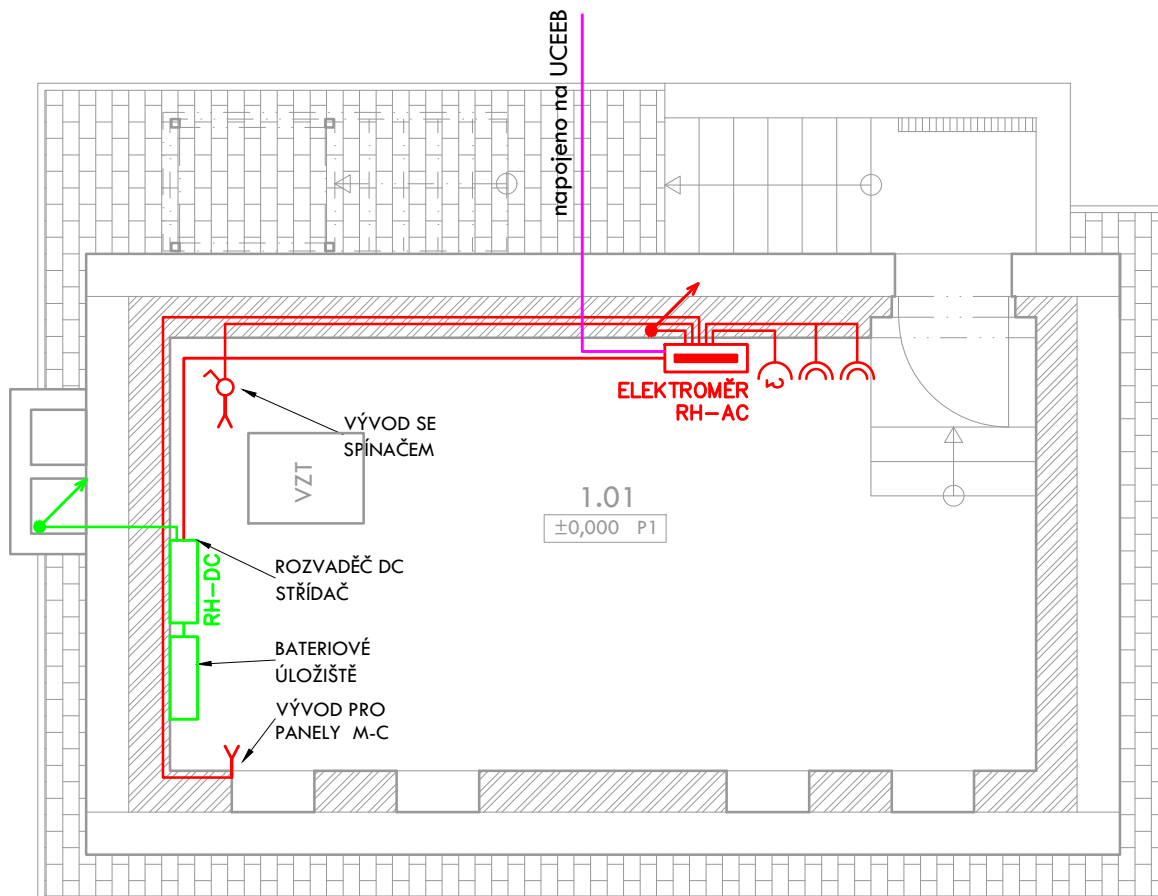 napojeno na UCEEB
ELEKTROMĚR
RH-AC
VÝVOD SE
SPÍNAČEM
VZT
1.01
±0,000 P1
ROZVADĚČ DC
STŘÍDAČ
RH-DC
BATERIOVÉ
ÚLOŽIŠTĚ
VÝVOD PRO
PANELY M-C
3